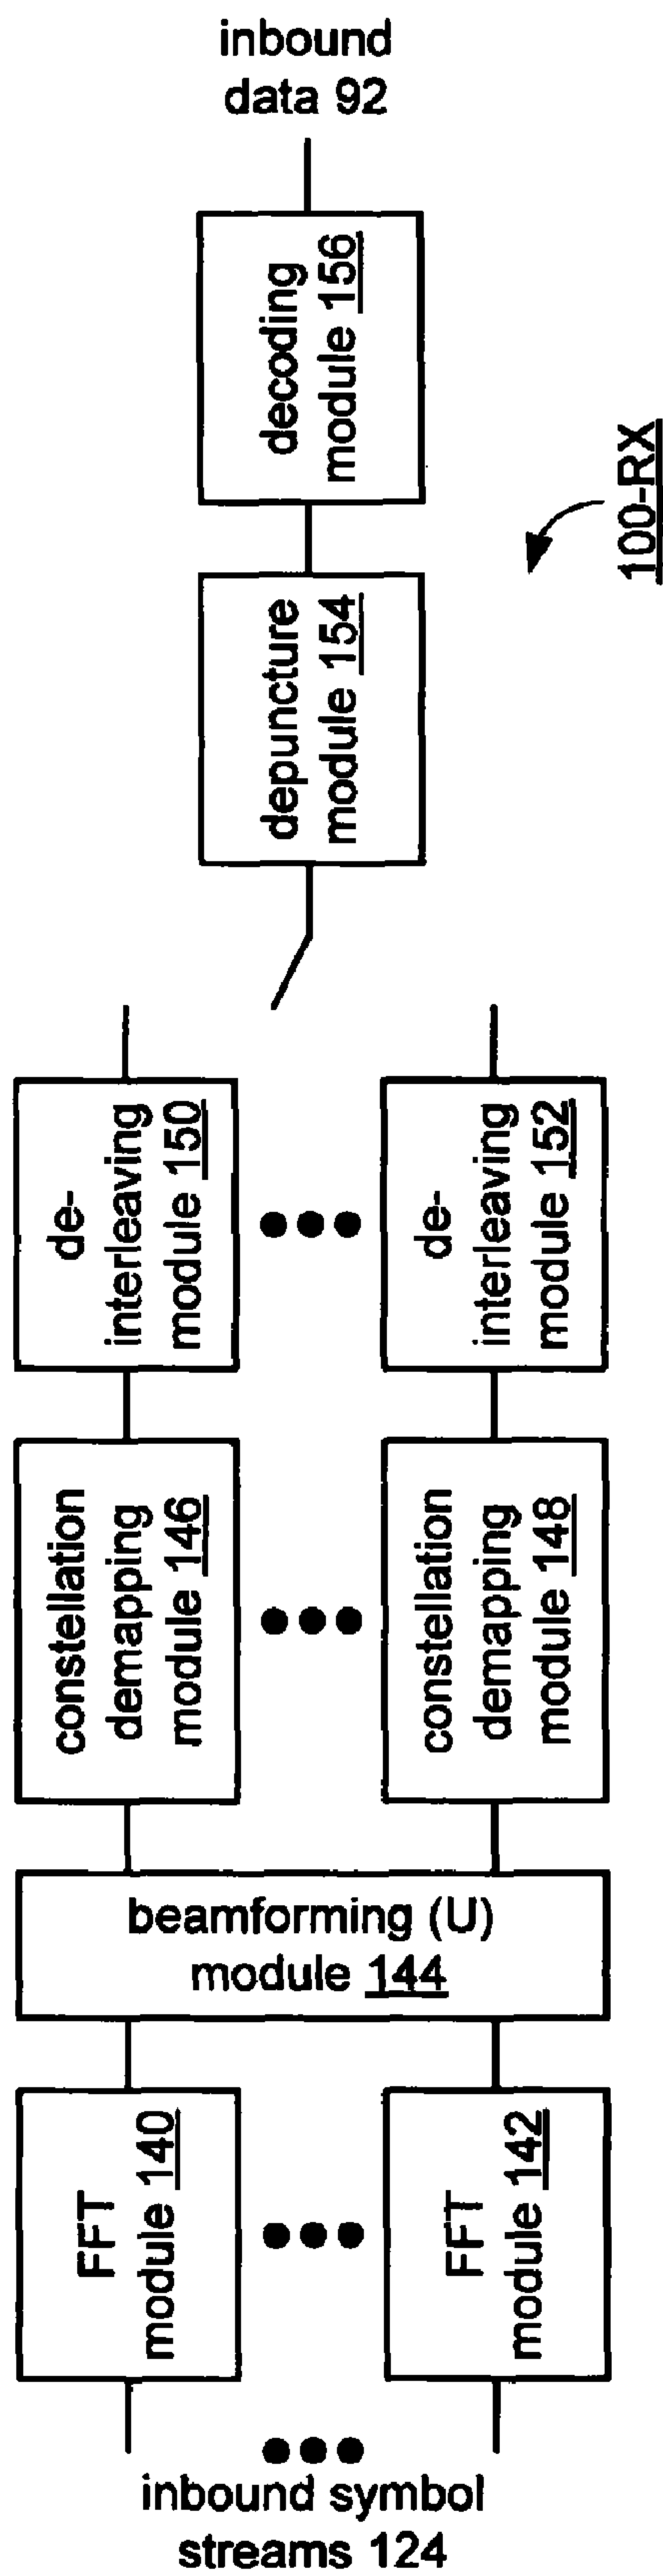 inbound
data 92
decoding
module 156
depuncture
module 154
100-RX
de-
interleaving
module 150
de-
interleaving
module 152
constellation
demapping
module 146
constellation
demapping
module 148
beamforming (U)
module 144
FFT
module 140
FFT
module 142
inbound symbol
streams 124